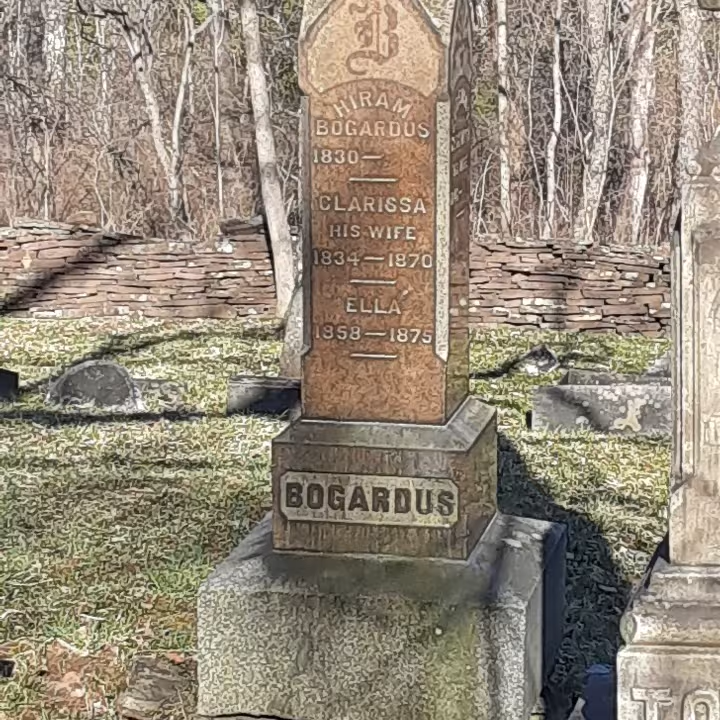 B
HIRAM
BOGARDUS
1830—
CLARISSA
HIS WIFE
1834—1870
ELLA
1858—1875
BOGARDUS